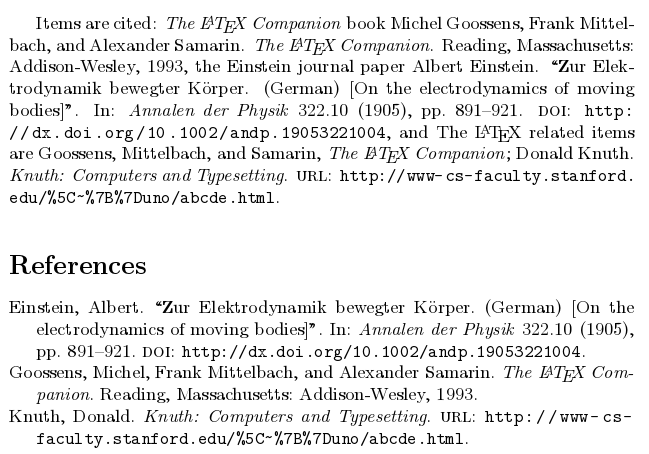 Items are cited: The LATEX Companion book Michel Goossens, Frank Mittel-
bach, and Alexander Samarin. The LATEX Companion. Reading, Massachusetts:
Addison-Wesley, 1993, the Einstein journal paper Albert Einstein. “Zur Elek-
trodynamik bewegter Körper. (German) [On the electrodynamics of moving
bodies]”. In: Annalen der Physik 322.10 (1905), pp. 891–921. DOI: http:
//dx.doi.org/10.1002/andp.19053221004, and The LATEX related items
are Goossens, Mittelbach, and Samarin, The LATEX Companion; Donald Knuth.
Knuth: Computers and Typesetting. URL: http://www-cs-faculty.stanford.
edu/%5C~%7B%7Duno/abcde.html.
References
Einstein, Albert. “Zur Elektrodynamik bewegter Körper. (German) [On the
electrodynamics of moving bodies]”. In: Annalen der Physik 322.10 (1905),
pp. 891–921. DOI: http://dx.doi.org/10.1002/andp.19053221004.
Goossens, Michel, Frank Mittelbach, and Alexander Samarin. The LATEX Com-
panion. Reading, Massachusetts: Addison-Wesley, 1993.
Knuth, Donald. Knuth: Computers and Typesetting. URL: http://www-cs-
faculty.stanford.edu/%5C~%7B%7Duno/abcde.html.